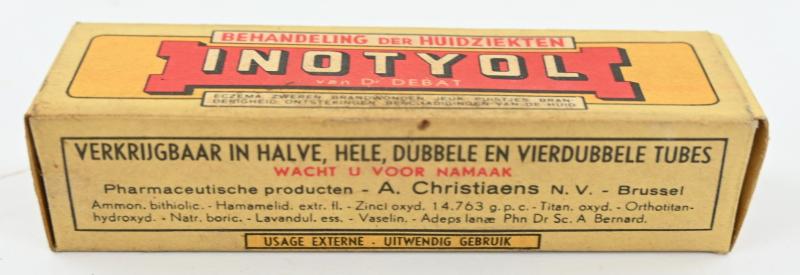 BEHANDELING DER HUIDZIEKTEN
INOTYOL
van Dr DEBAT
ECZEMA, ZWEREN, BRANDWONDEN, JEUK, PUISTJES, BRAN-
DERIGHEID, ONTSTEKINGEN, BESCHADIGINGEN VAN DE HUID
VERKRIJGBAAR IN HALVE, HELE, DUBBELE EN VIERDUBBELE TUBES
WACHT U VOOR NAMAAK
Pharmaceutische producten - A. Christiaens N.V. - Brussel
Ammon. bithiolic. - Hamamelid. extr. fl. - Zinci oxyd. 14.763 g.p.c. - Titan. oxyd. - Orthotitan-
hydroxyd. - Natr. boric. - Lavandul. ess. - Vaselin. - Adeps lanæ Phn Dr Sc. A Bernard.
USAGE EXTERNE - UITWENDIG GEBRUIK